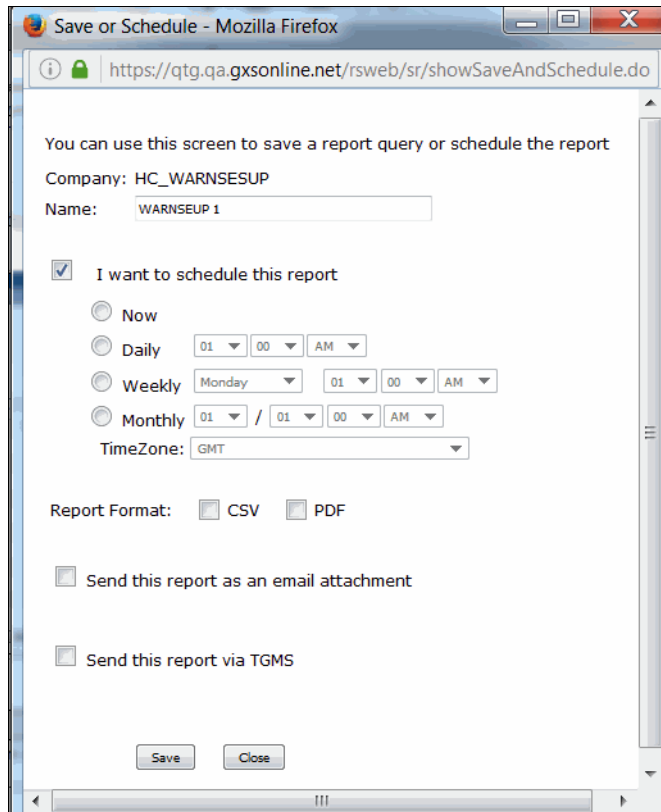 Save or Schedule - Mozilla Firefox
https://qtg.qa.gxsonline.net/rsweb/sr/showSaveAndSchedule.do
You can use this screen to save a report query or schedule the report
Company: HC_WARNSESUP
Name: WARNSEUP 1
I want to schedule this report
Now
Daily 01 00 AM
Weekly Monday 01 00 AM
Monthly 01 / 01 00 AM
TimeZone: GMT
Report Format: CSV PDF
Send this report as an email attachment
Send this report via TGMS
Save Close